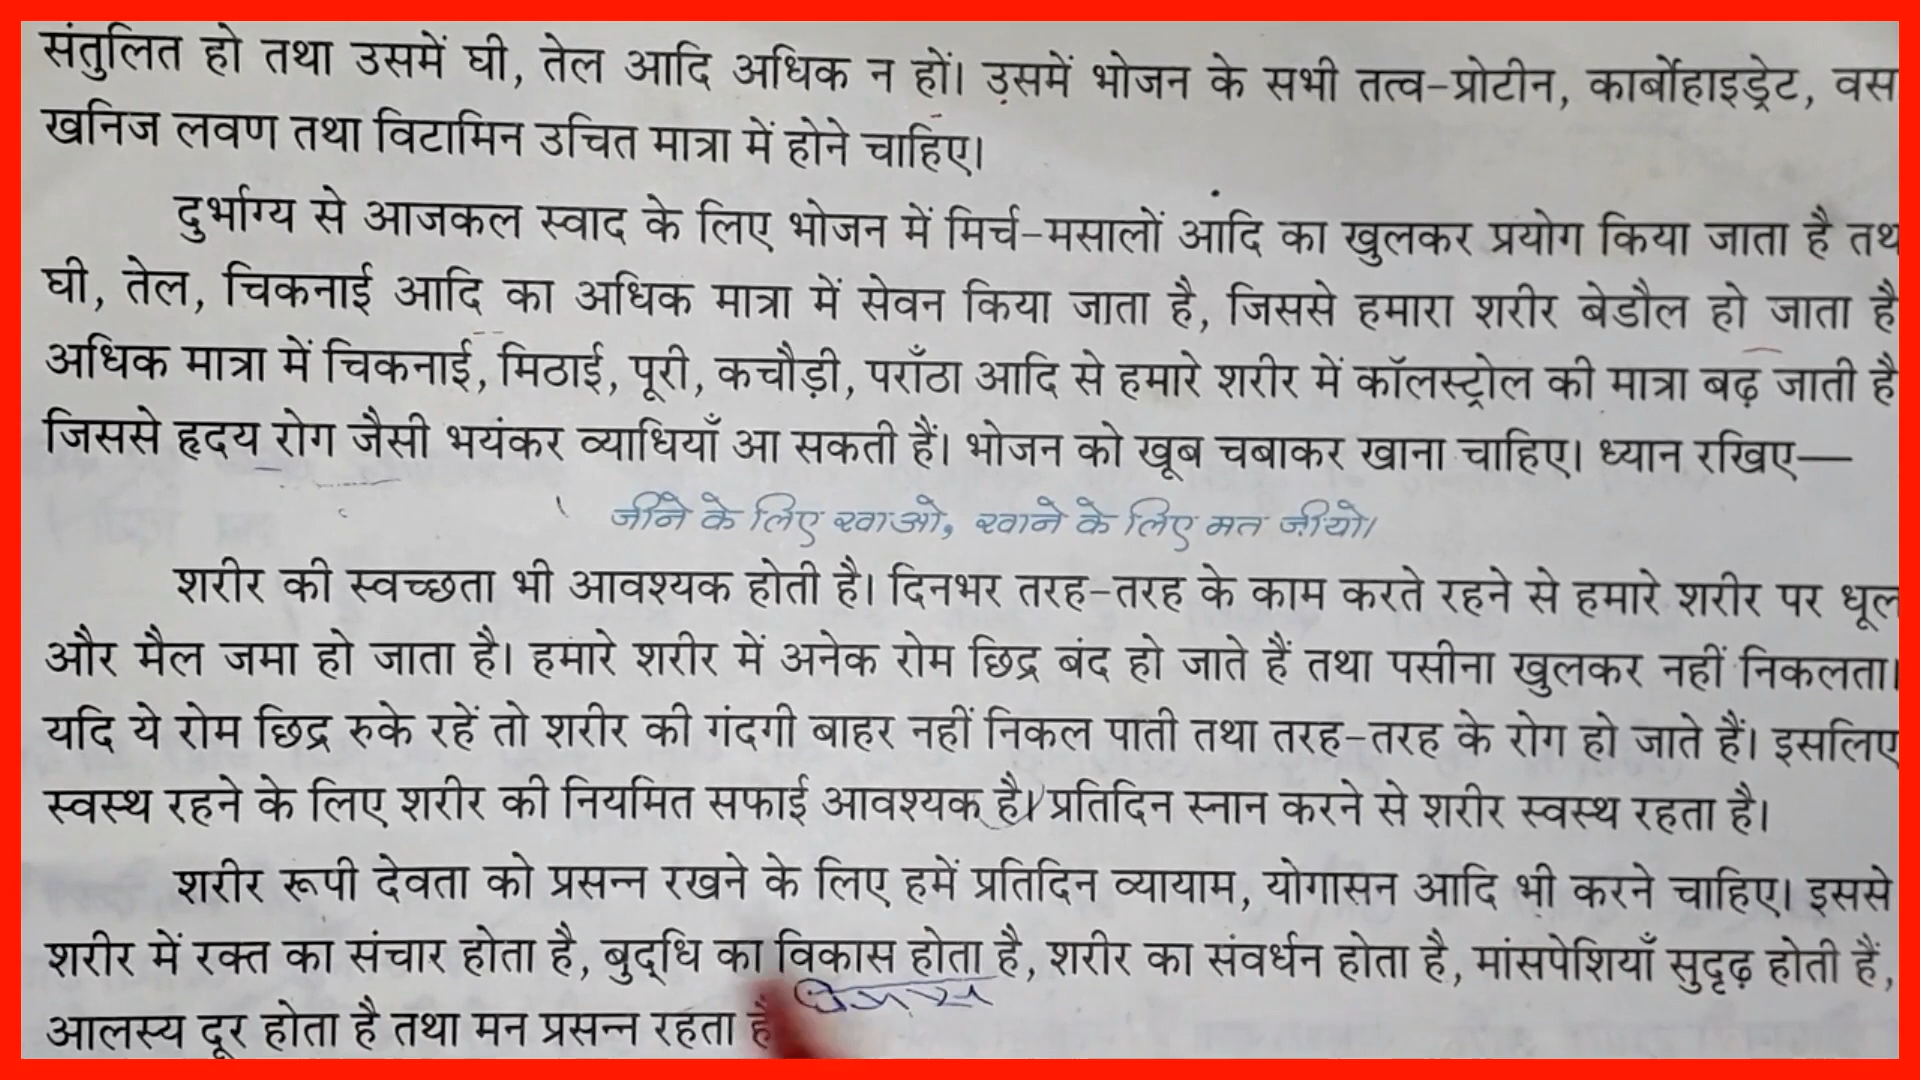 संतुलित हो तथा उसमें घी, तेल आदि अधिक न हों। उसमें भोजन के सभी तत्व-प्रोटीन, कार्बोहाइड्रेट, वस
खनिज लवण तथा विटामिन उचित मात्रा में होने चाहिए।
दुर्भाग्य से आजकल स्वाद के लिए भोजन में मिर्च-मसालों आदि का खुलकर प्रयोग किया जाता है तथ
घी, तेल, चिकनाई आदि का अधिक मात्रा में सेवन किया जाता है, जिससे हमारा शरीर बेडौल हो जाता है
अधिक मात्रा में चिकनाई, मिठाई, पूरी, कचौड़ी, पराँठा आदि से हमारे शरीर में कॉलस्ट्रोल की मात्रा बढ़ जाती है
जिससे हृदय रोग जैसी भयंकर व्याधियाँ आ सकती हैं। भोजन को खूब चबाकर खाना चाहिए। ध्यान रखिए—
जीने के लिए खाओ, खाने के लिए मत जीयो।
शरीर की स्वच्छता भी आवश्यक होती है। दिनभर तरह-तरह के काम करते रहने से हमारे शरीर पर धूल
और मैल जमा हो जाता है। हमारे शरीर में अनेक रोम छिद्र बंद हो जाते हैं तथा पसीना खुलकर नहीं निकलता।
यदि ये रोम छिद्र रुके रहें तो शरीर की गंदगी बाहर नहीं निकल पाती तथा तरह-तरह के रोग हो जाते हैं। इसलिए
स्वस्थ रहने के लिए शरीर की नियमित सफाई आवश्यक है। प्रतिदिन स्नान करने से शरीर स्वस्थ रहता है।
शरीर रूपी देवता को प्रसन्न रखने के लिए हमें प्रतिदिन व्यायाम, योगासन आदि भी करने चाहिए। इससे
शरीर में रक्त का संचार होता है, बुद्धि का विकास होता है, शरीर का संवर्धन होता है, मांसपेशियाँ सुदृढ़ होती हैं,
आलस्य दूर होता है तथा मन प्रसन्न रहता है